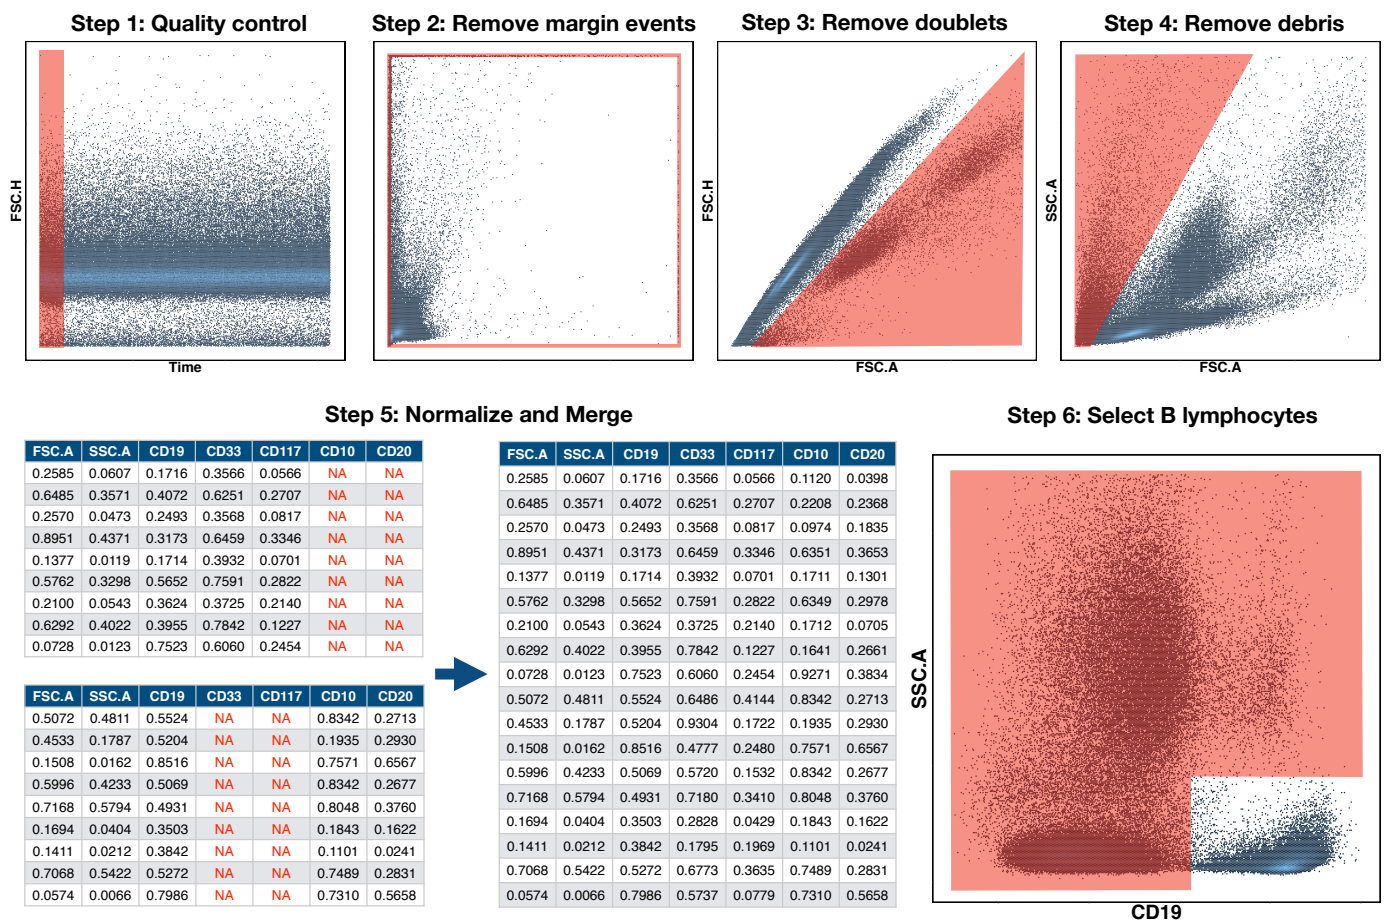 Step 1: Quality control
Step 2: Remove margin events
Step 3: Remove doublets
Step 4: Remove debris
FSC.H
Time
FSC.H
FSC.A
SSC.A
FSC.A
Step 5: Normalize and Merge
Step 6: Select B lymphocytes
FSC.A SSC.A CD19 CD33 CD117 CD10 CD20
0.2585 0.0607 0.1716 0.3566 0.0566 NA NA
0.6485 0.3571 0.4072 0.6251 0.2707 NA NA
0.2570 0.0473 0.2493 0.3568 0.0817 NA NA
0.8951 0.4371 0.3173 0.6459 0.3346 NA NA
0.1377 0.0119 0.1714 0.3932 0.0701 NA NA
0.5762 0.3298 0.5652 0.7591 0.2822 NA NA
0.2100 0.0543 0.3624 0.3725 0.2140 NA NA
0.6292 0.4022 0.3955 0.7842 0.1227 NA NA
0.0728 0.0123 0.7523 0.6060 0.2454 NA NA
FSC.A SSC.A CD19 CD33 CD117 CD10 CD20
0.5072 0.4811 0.5524 NA NA 0.8342 0.2713
0.4533 0.1787 0.5204 NA NA 0.1935 0.2930
0.1508 0.0162 0.8516 NA NA 0.7571 0.6567
0.5996 0.4233 0.5069 NA NA 0.8342 0.2677
0.7168 0.5794 0.4931 NA NA 0.8048 0.3760
0.1694 0.0404 0.3503 NA NA 0.1843 0.1622
0.1411 0.0212 0.3842 NA NA 0.1101 0.0241
0.7068 0.5422 0.5272 NA NA 0.7489 0.2831
0.0574 0.0066 0.7986 NA NA 0.7310 0.5658
FSC.A SSC.A CD19 CD33 CD117 CD10 CD20
0.2585 0.0607 0.1716 0.3566 0.0566 0.1120 0.0398
0.6485 0.3571 0.4072 0.6251 0.2707 0.2208 0.2368
0.2570 0.0473 0.2493 0.3568 0.0817 0.0974 0.1835
0.8951 0.4371 0.3173 0.6459 0.3346 0.6351 0.3653
0.1377 0.0119 0.1714 0.3932 0.0701 0.1711 0.1301
0.5762 0.3298 0.5652 0.7591 0.2822 0.6349 0.2978
0.2100 0.0543 0.3624 0.3725 0.2140 0.1712 0.0705
0.6292 0.4022 0.3955 0.7842 0.1227 0.1641 0.2661
0.0728 0.0123 0.7523 0.6060 0.2454 0.9271 0.3834
0.5072 0.4811 0.5524 0.6486 0.4144 0.8342 0.2713
0.4533 0.1787 0.5204 0.9304 0.1722 0.1935 0.2930
0.1508 0.0162 0.8516 0.4777 0.2480 0.7571 0.6567
0.5996 0.4233 0.5069 0.5720 0.1532 0.8342 0.2677
0.7168 0.5794 0.4931 0.7180 0.3410 0.8048 0.3760
0.1694 0.0404 0.3503 0.2828 0.0429 0.1843 0.1622
0.1411 0.0212 0.3842 0.1795 0.1969 0.1101 0.0241
0.7068 0.5422 0.5272 0.6773 0.3635 0.7489 0.2831
0.0574 0.0066 0.7986 0.5737 0.0779 0.7310 0.5658
SSC.A
CD19